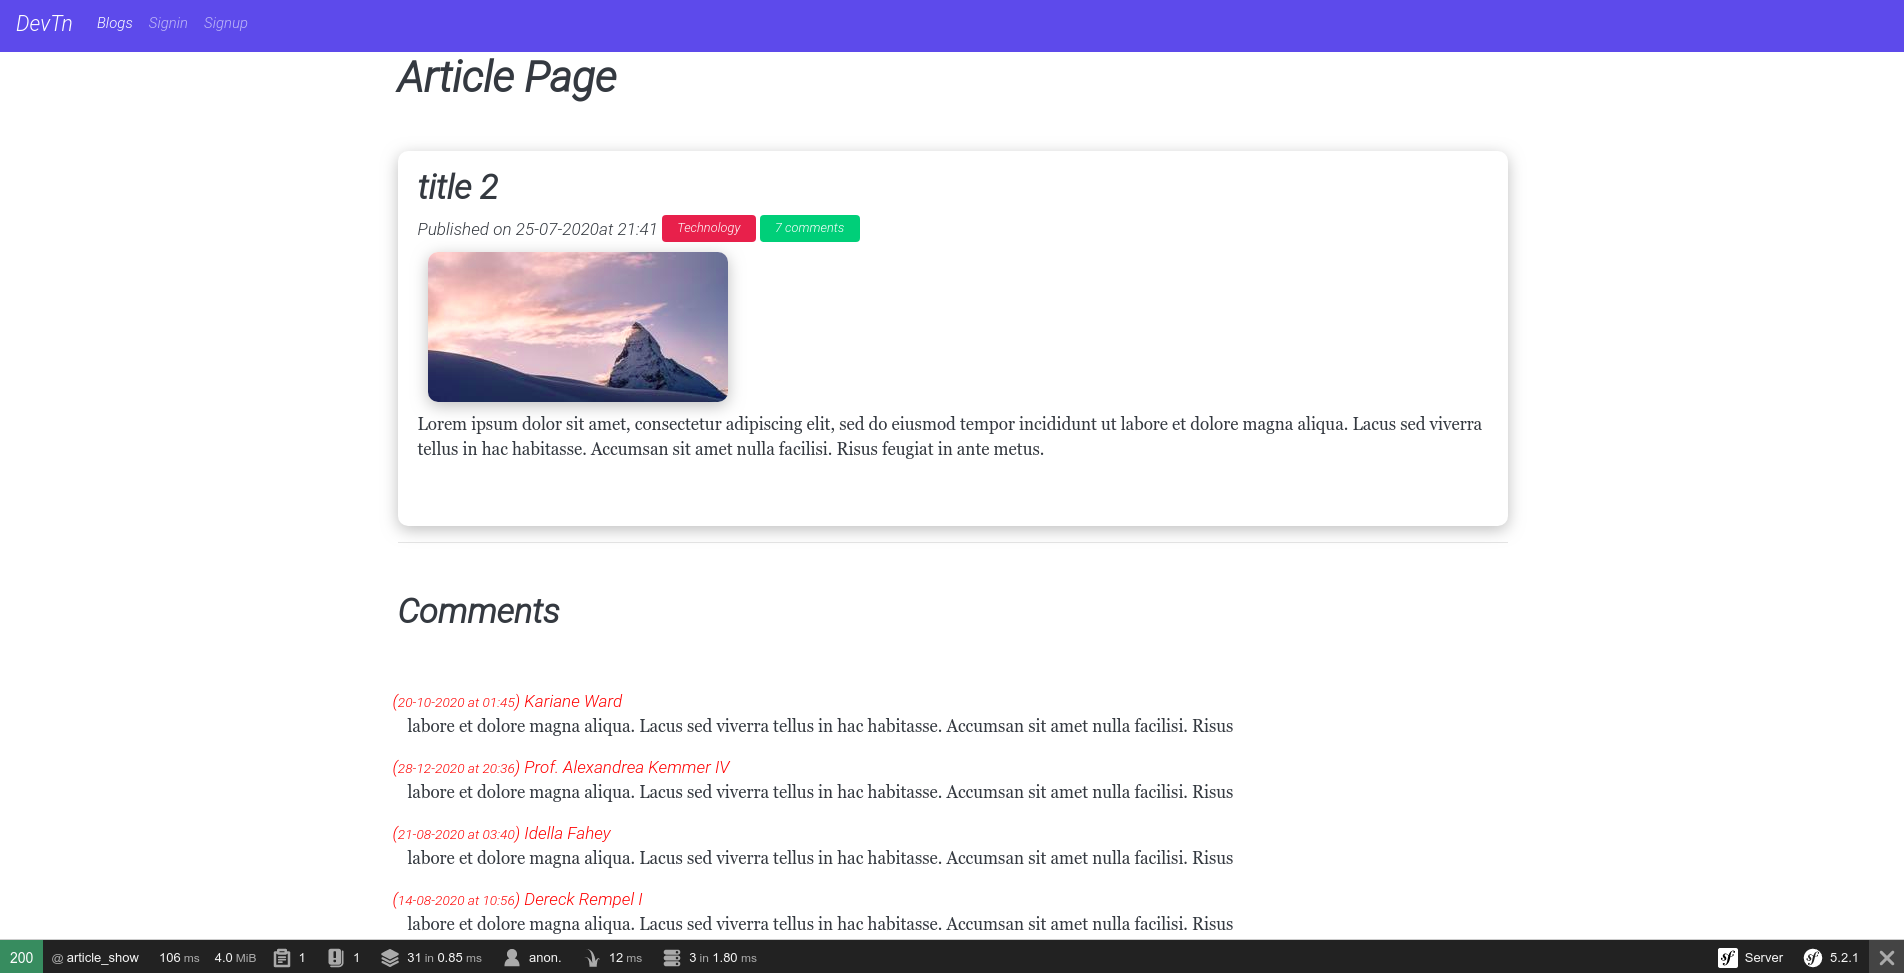 DevTn Blogs Signin Signup
Article Page
title 2
Published on 25-07-2020at 21:41 Technology 7 comments
Lorem ipsum dolor sit amet, consectetur adipiscing elit, sed do eiusmod tempor incididunt ut labore et dolore magna aliqua. Lacus sed viverra
tellus in hac habitasse. Accumsan sit amet nulla facilisi. Risus feugiat in ante metus.
Comments
(20-10-2020 at 01:45) Kariane Ward
labore et dolore magna aliqua. Lacus sed viverra tellus in hac habitasse. Accumsan sit amet nulla facilisi. Risus
(28-12-2020 at 20:36) Prof. Alexandrea Kemmer IV
labore et dolore magna aliqua. Lacus sed viverra tellus in hac habitasse. Accumsan sit amet nulla facilisi. Risus
(21-08-2020 at 03:40) Idella Fahey
labore et dolore magna aliqua. Lacus sed viverra tellus in hac habitasse. Accumsan sit amet nulla facilisi. Risus
(14-08-2020 at 10:56) Dereck Rempel I
labore et dolore magna aliqua. Lacus sed viverra tellus in hac habitasse. Accumsan sit amet nulla facilisi. Risus
200 @ article_show 106 ms 4.0 MiB 1 1 31 in 0.85 ms anon. 12 ms 3 in 1.80 ms sf Server sf 5.2.1